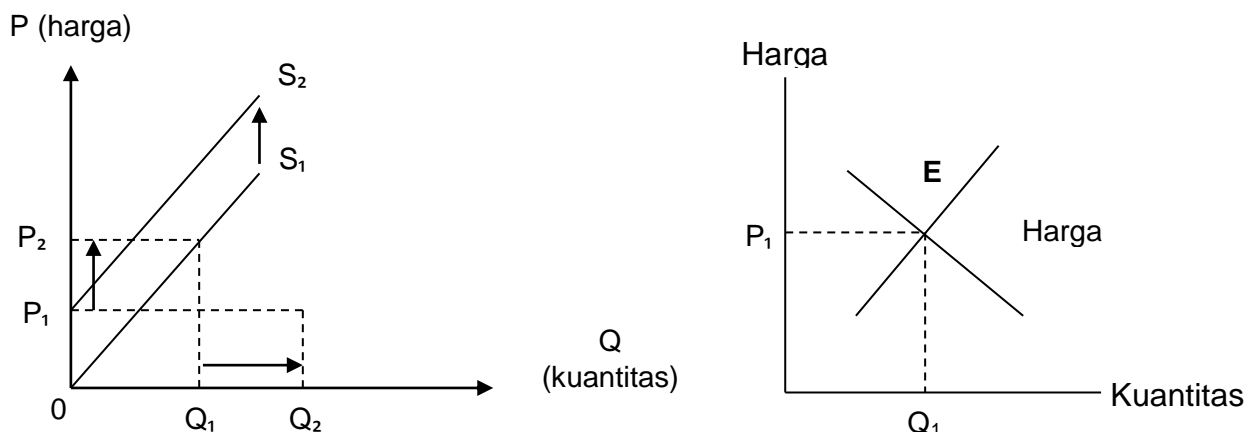 P (harga)
S₂
S₁
P₂
P₁
0
Q₁
Q₂
Q
(kuantitas)
Harga
E
P₁
Harga
Kuantitas
Q₁